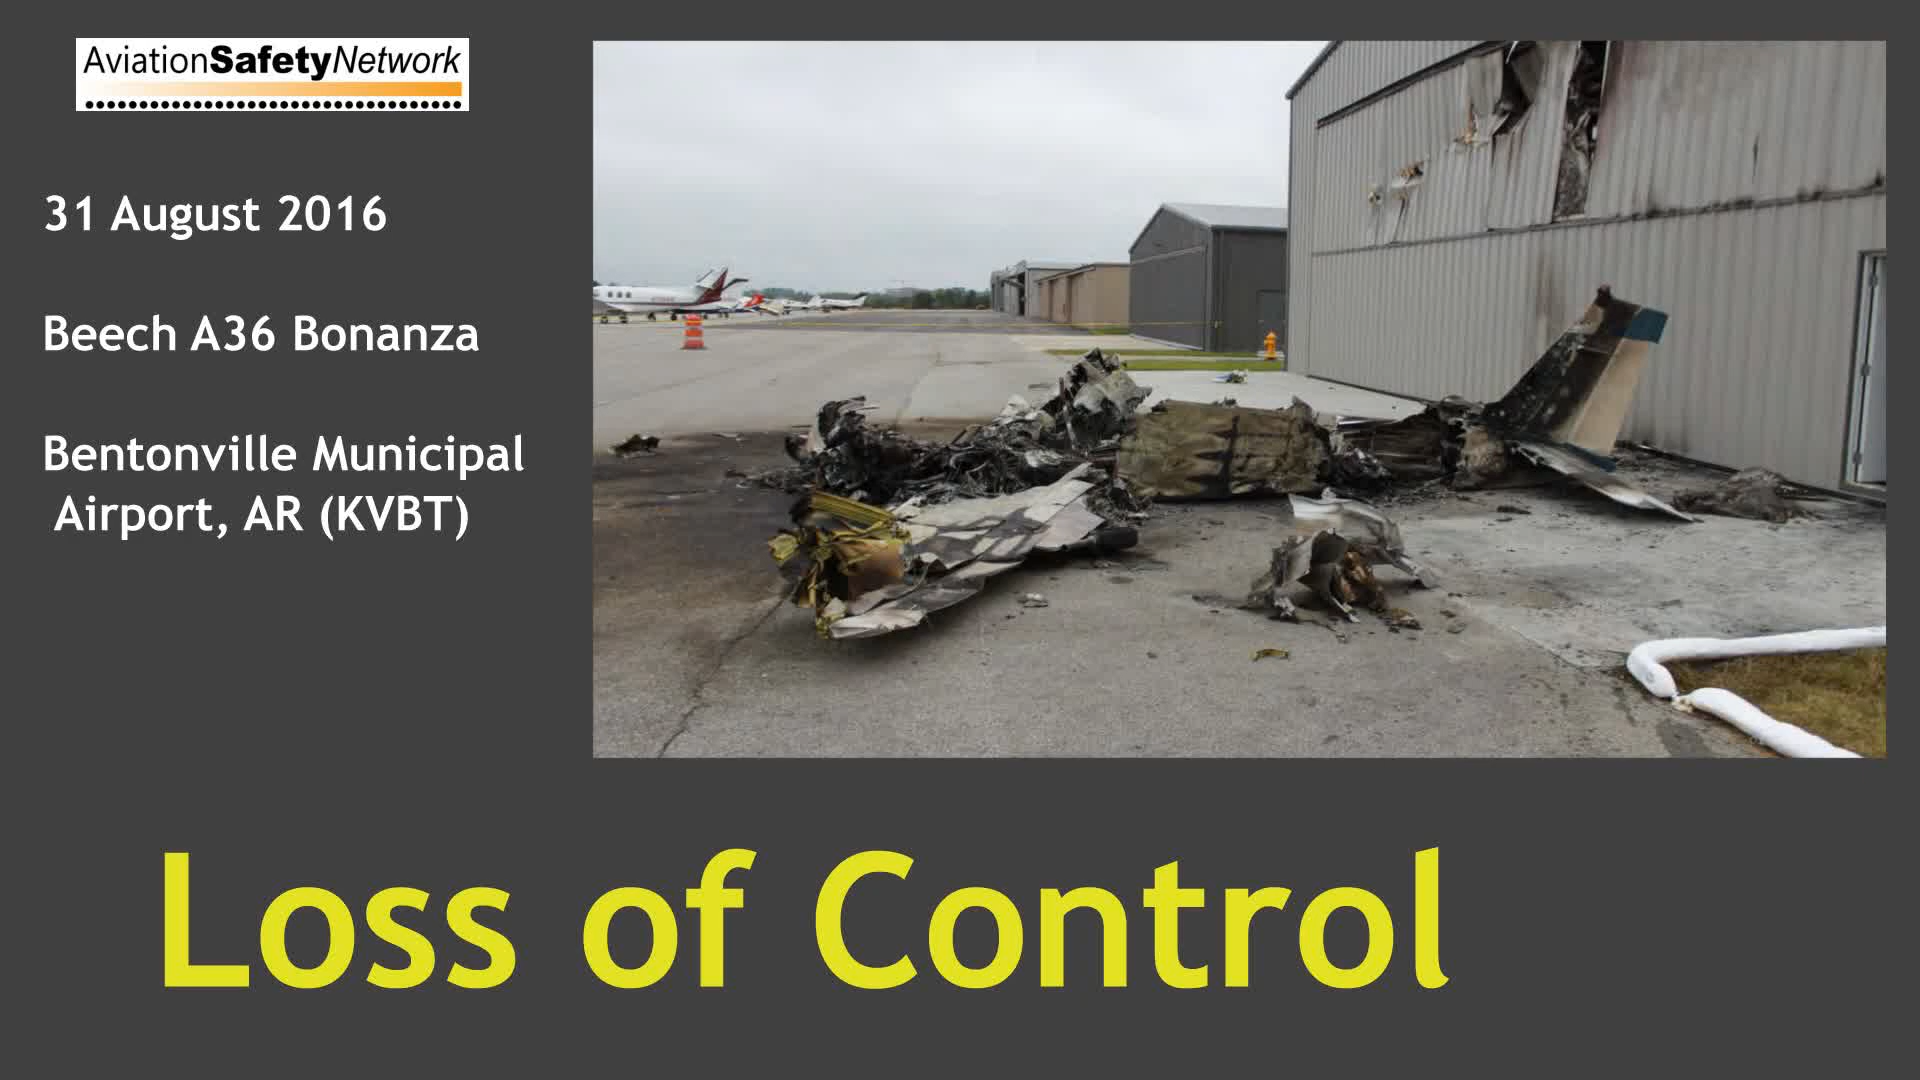 AviationSafetyNetwork
31 August 2016
Beech A36 Bonanza
Bentonville Municipal
Airport, AR (KVBT)
Loss of Control